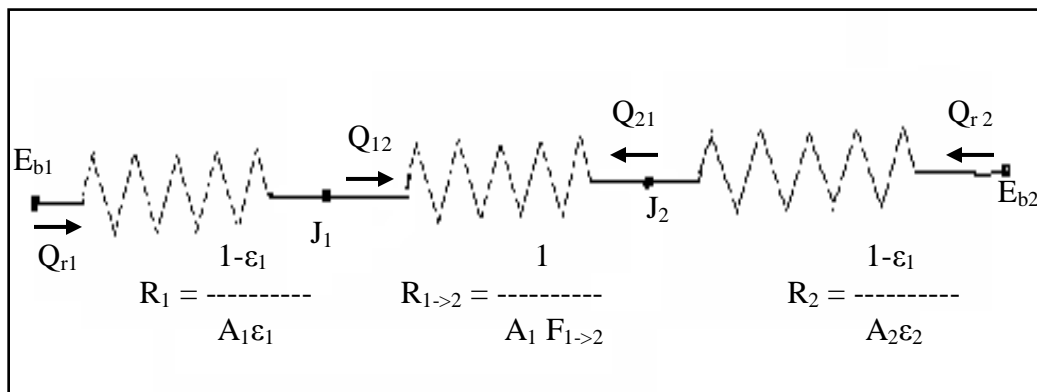 Q₁₂ Q₂₁ Qᵣ ₂
E_b1 E_b2
J₁ J₂
Q_r1 1-ε₁ 1 1-ε₁
R₁ = ---------- R₁->₂ = ---------- R₂ = ----------
A₁ε₁ A₁ F₁->₂ A₂ε₂